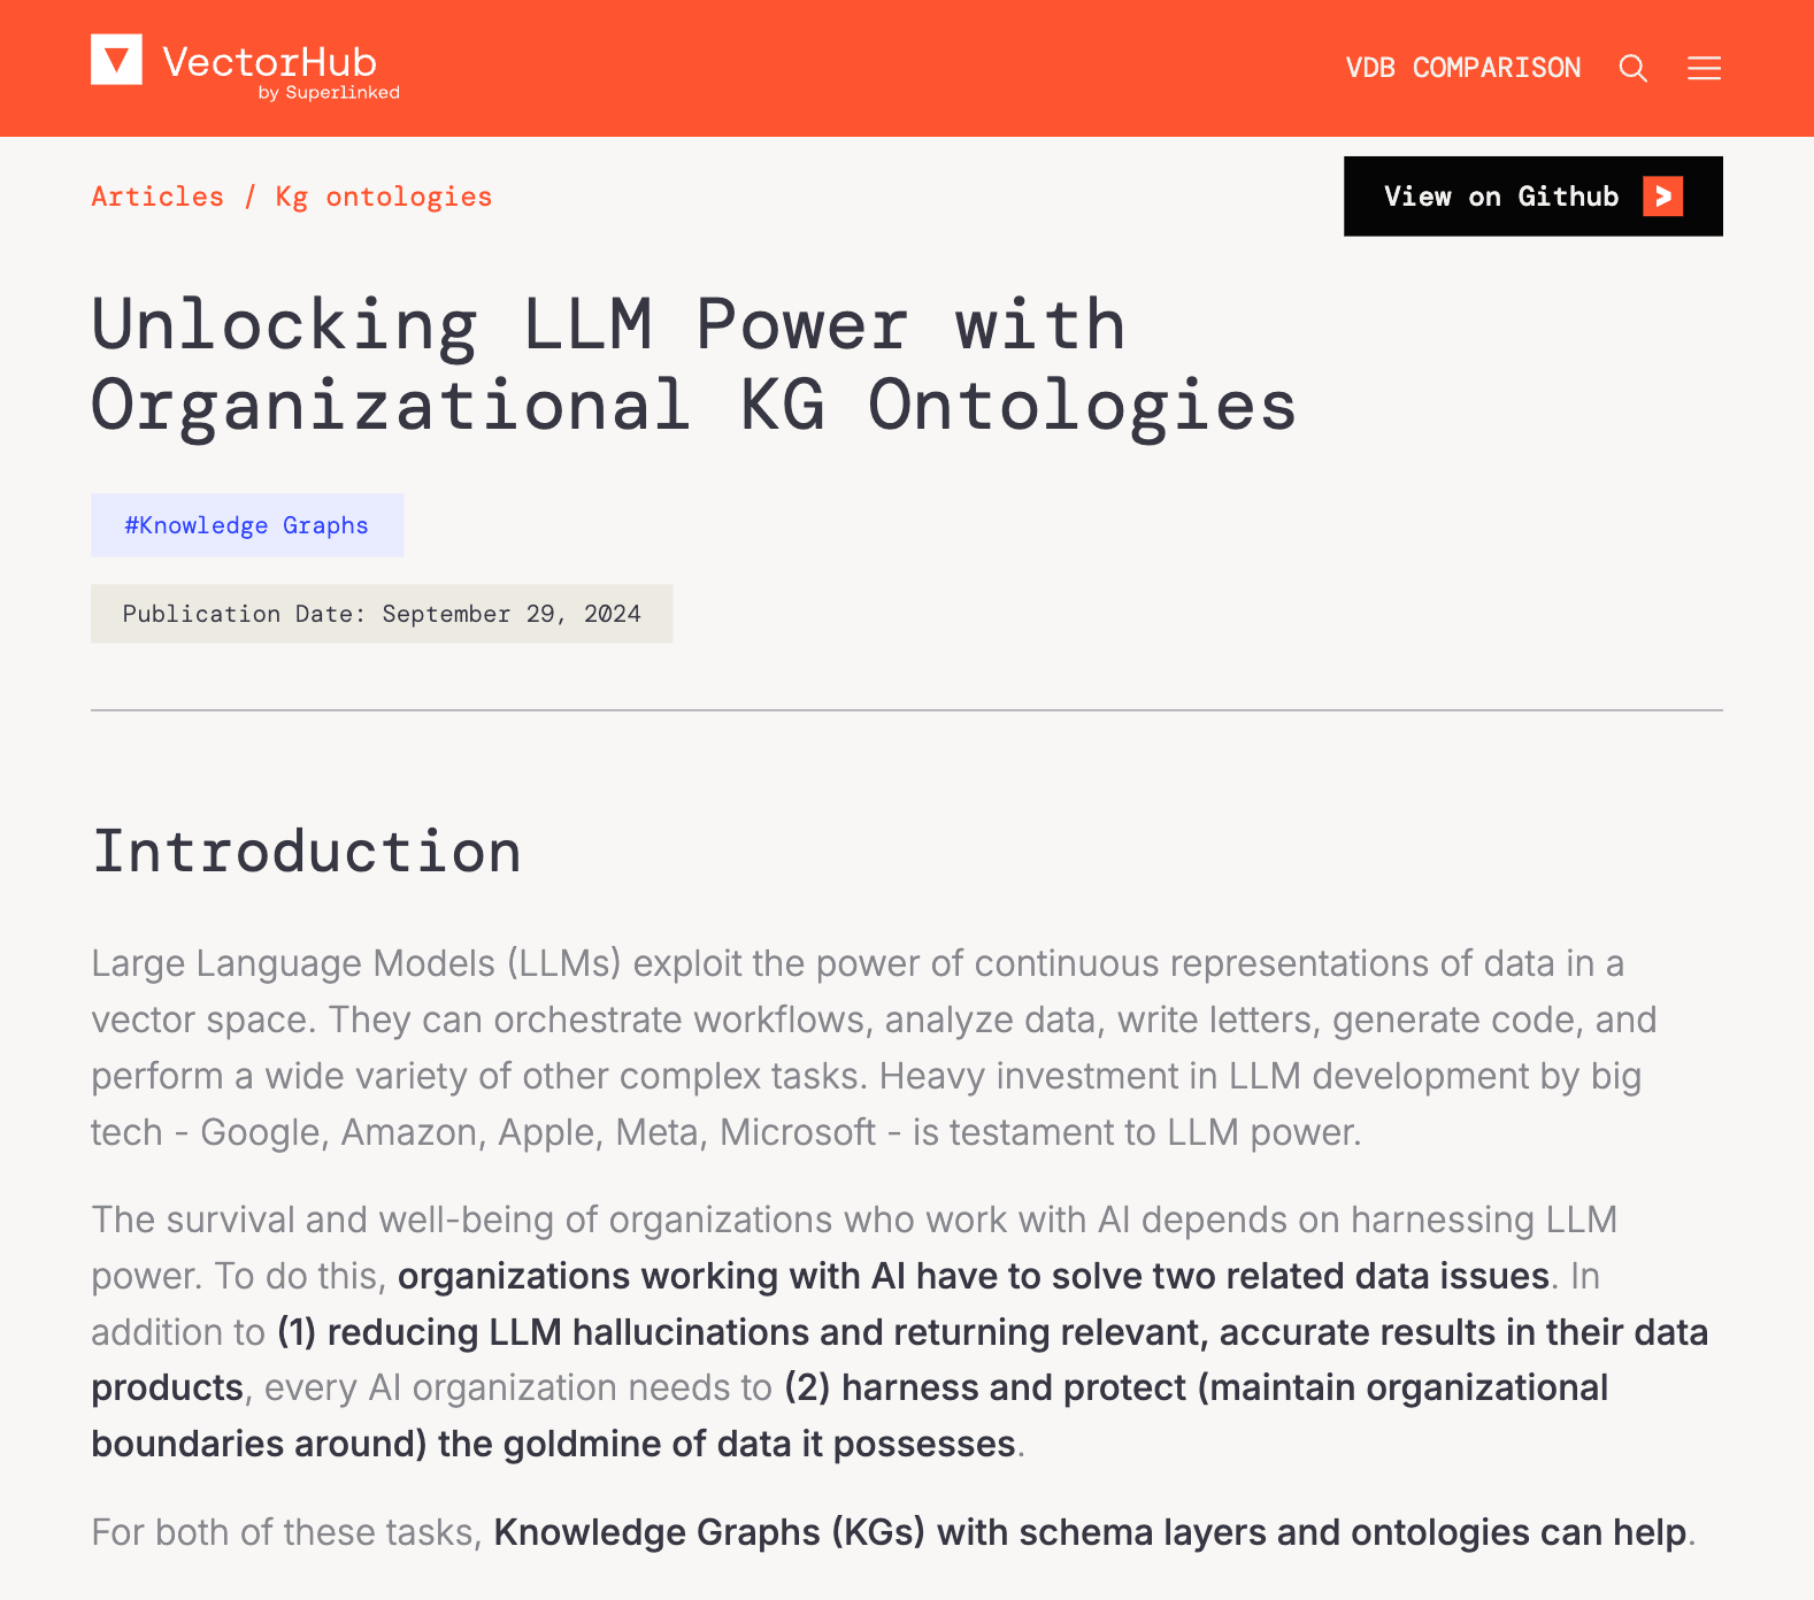 VectorHub
by Superlinked
VDB COMPARISON
Articles / Kg ontologies
View on Github
Unlocking LLM Power with
Organizational KG Ontologies
#Knowledge Graphs
Publication Date: September 29, 2024
Introduction
Large Language Models (LLMs) exploit the power of continuous representations of data in a
vector space. They can orchestrate workflows, analyze data, write letters, generate code, and
perform a wide variety of other complex tasks. Heavy investment in LLM development by big
tech - Google, Amazon, Apple, Meta, Microsoft - is testament to LLM power.
The survival and well-being of organizations who work with AI depends on harnessing LLM
power. To do this, organizations working with AI have to solve two related data issues. In
addition to (1) reducing LLM hallucinations and returning relevant, accurate results in their data
products, every AI organization needs to (2) harness and protect (maintain organizational
boundaries around) the goldmine of data it possesses.
For both of these tasks, Knowledge Graphs (KGs) with schema layers and ontologies can help.